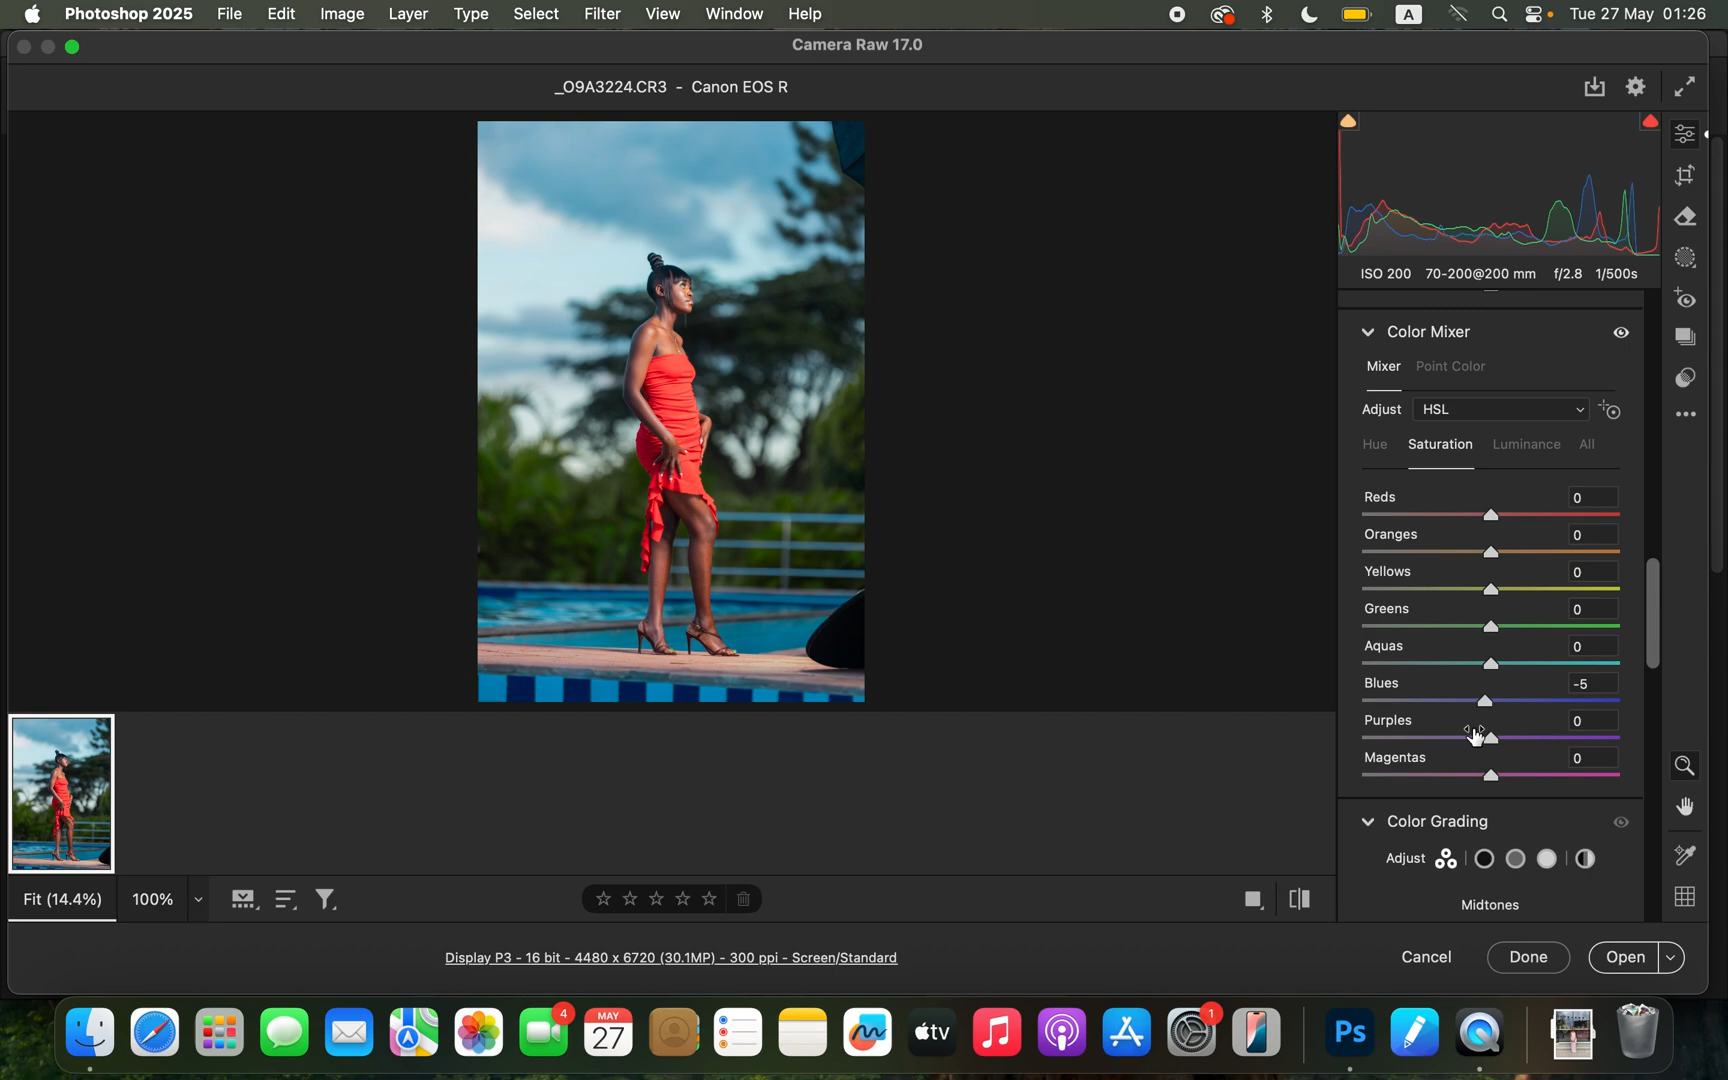 Photoshop 2025 File Edit Image Layer Type Select Filter View Window Help A Tue 27 May 01:26
Camera Raw 17.0
_O9A3224.CR3 - Canon EOS R
ISO 200 70-200@200 mm f/2.8 1/500s
Color Mixer
Mixer Point Color
Adjust HSL
Hue Saturation Luminance All
Reds 0
Oranges 0
Yellows 0
Greens 0
Aquas 0
Blues -5
Purples 0
Magentas 0
Color Grading
Adjust
Midtones
Fit (14.4%) 100%
Display P3 - 16 bit - 4480 x 6720 (30.1MP) - 300 ppi - Screen/Standard
Cancel Done Open
4 MAY 27 tv 1 Ps